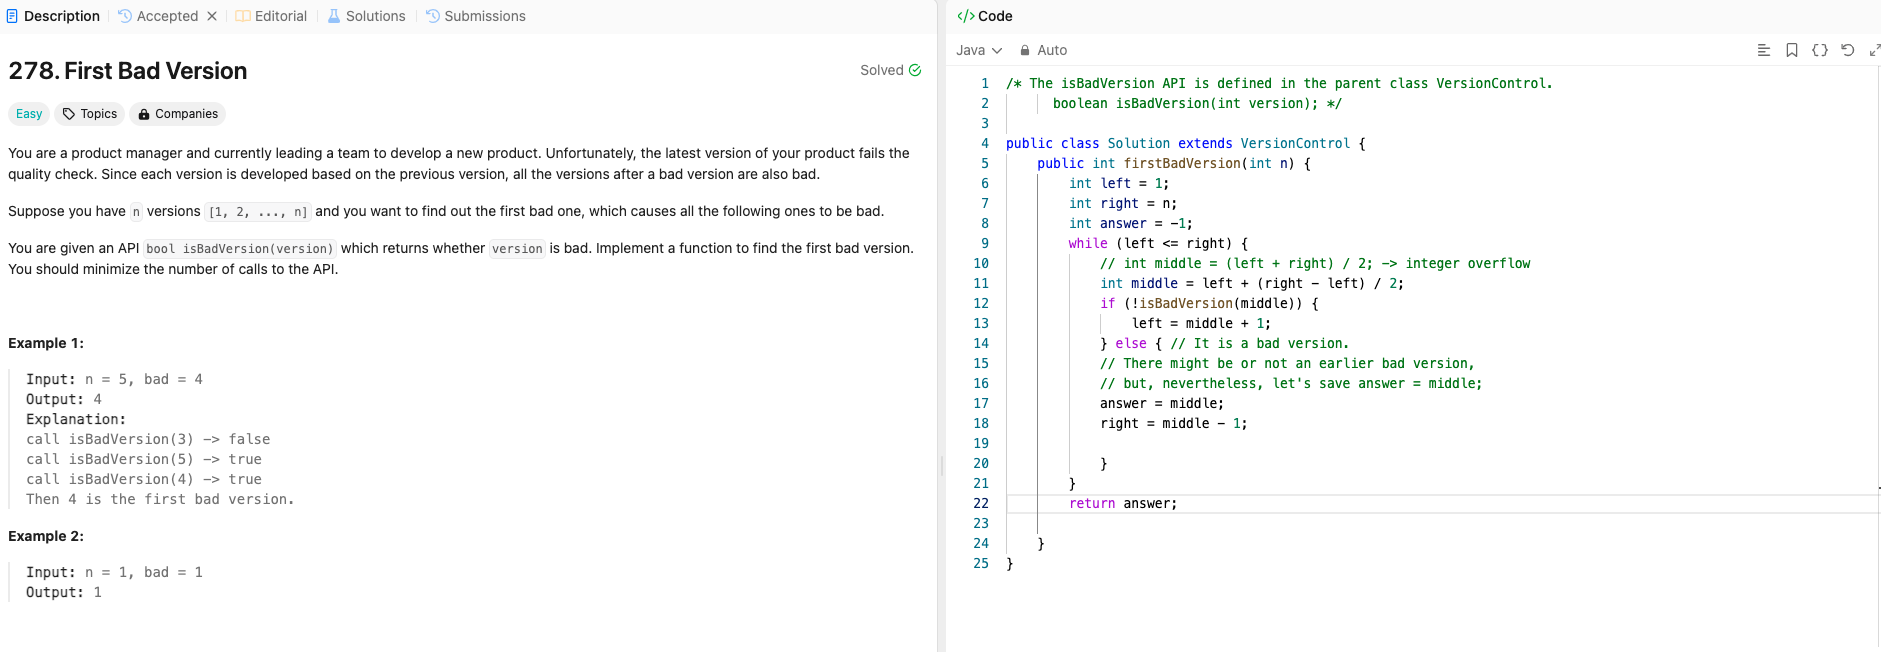 Description Accepted Editorial Solutions Submissions
278. First Bad Version
Solved
Easy Topics Companies
You are a product manager and currently leading a team to develop a new product. Unfortunately, the latest version of your product fails the
quality check. Since each version is developed based on the previous version, all the versions after a bad version are also bad.
Suppose you have n versions [1, 2, ..., n] and you want to find out the first bad one, which causes all the following ones to be bad.
You are given an API bool isBadVersion(version) which returns whether version is bad. Implement a function to find the first bad version.
You should minimize the number of calls to the API.
Example 1:
Input: n = 5, bad = 4
Output: 4
Explanation:
call isBadVersion(3) -> false
call isBadVersion(5) -> true
call isBadVersion(4) -> true
Then 4 is the first bad version.
Example 2:
Input: n = 1, bad = 1
Output: 1
</> Code
Java Auto
1 /* The isBadVersion API is defined in the parent class VersionControl.
2 boolean isBadVersion(int version); */
3
4 public class Solution extends VersionControl {
5 public int firstBadVersion(int n) {
6 int left = 1;
7 int right = n;
8 int answer = -1;
9 while (left <= right) {
10 // int middle = (left + right) / 2; -> integer overflow
11 int middle = left + (right - left) / 2;
12 if (!isBadVersion(middle)) {
13 left = middle + 1;
14 } else { // It is a bad version.
15 // There might be or not an earlier bad version,
16 // but, nevertheless, let's save answer = middle;
17 answer = middle;
18 right = middle - 1;
19
20 }
21 }
22 return answer;
23
24 }
25 }